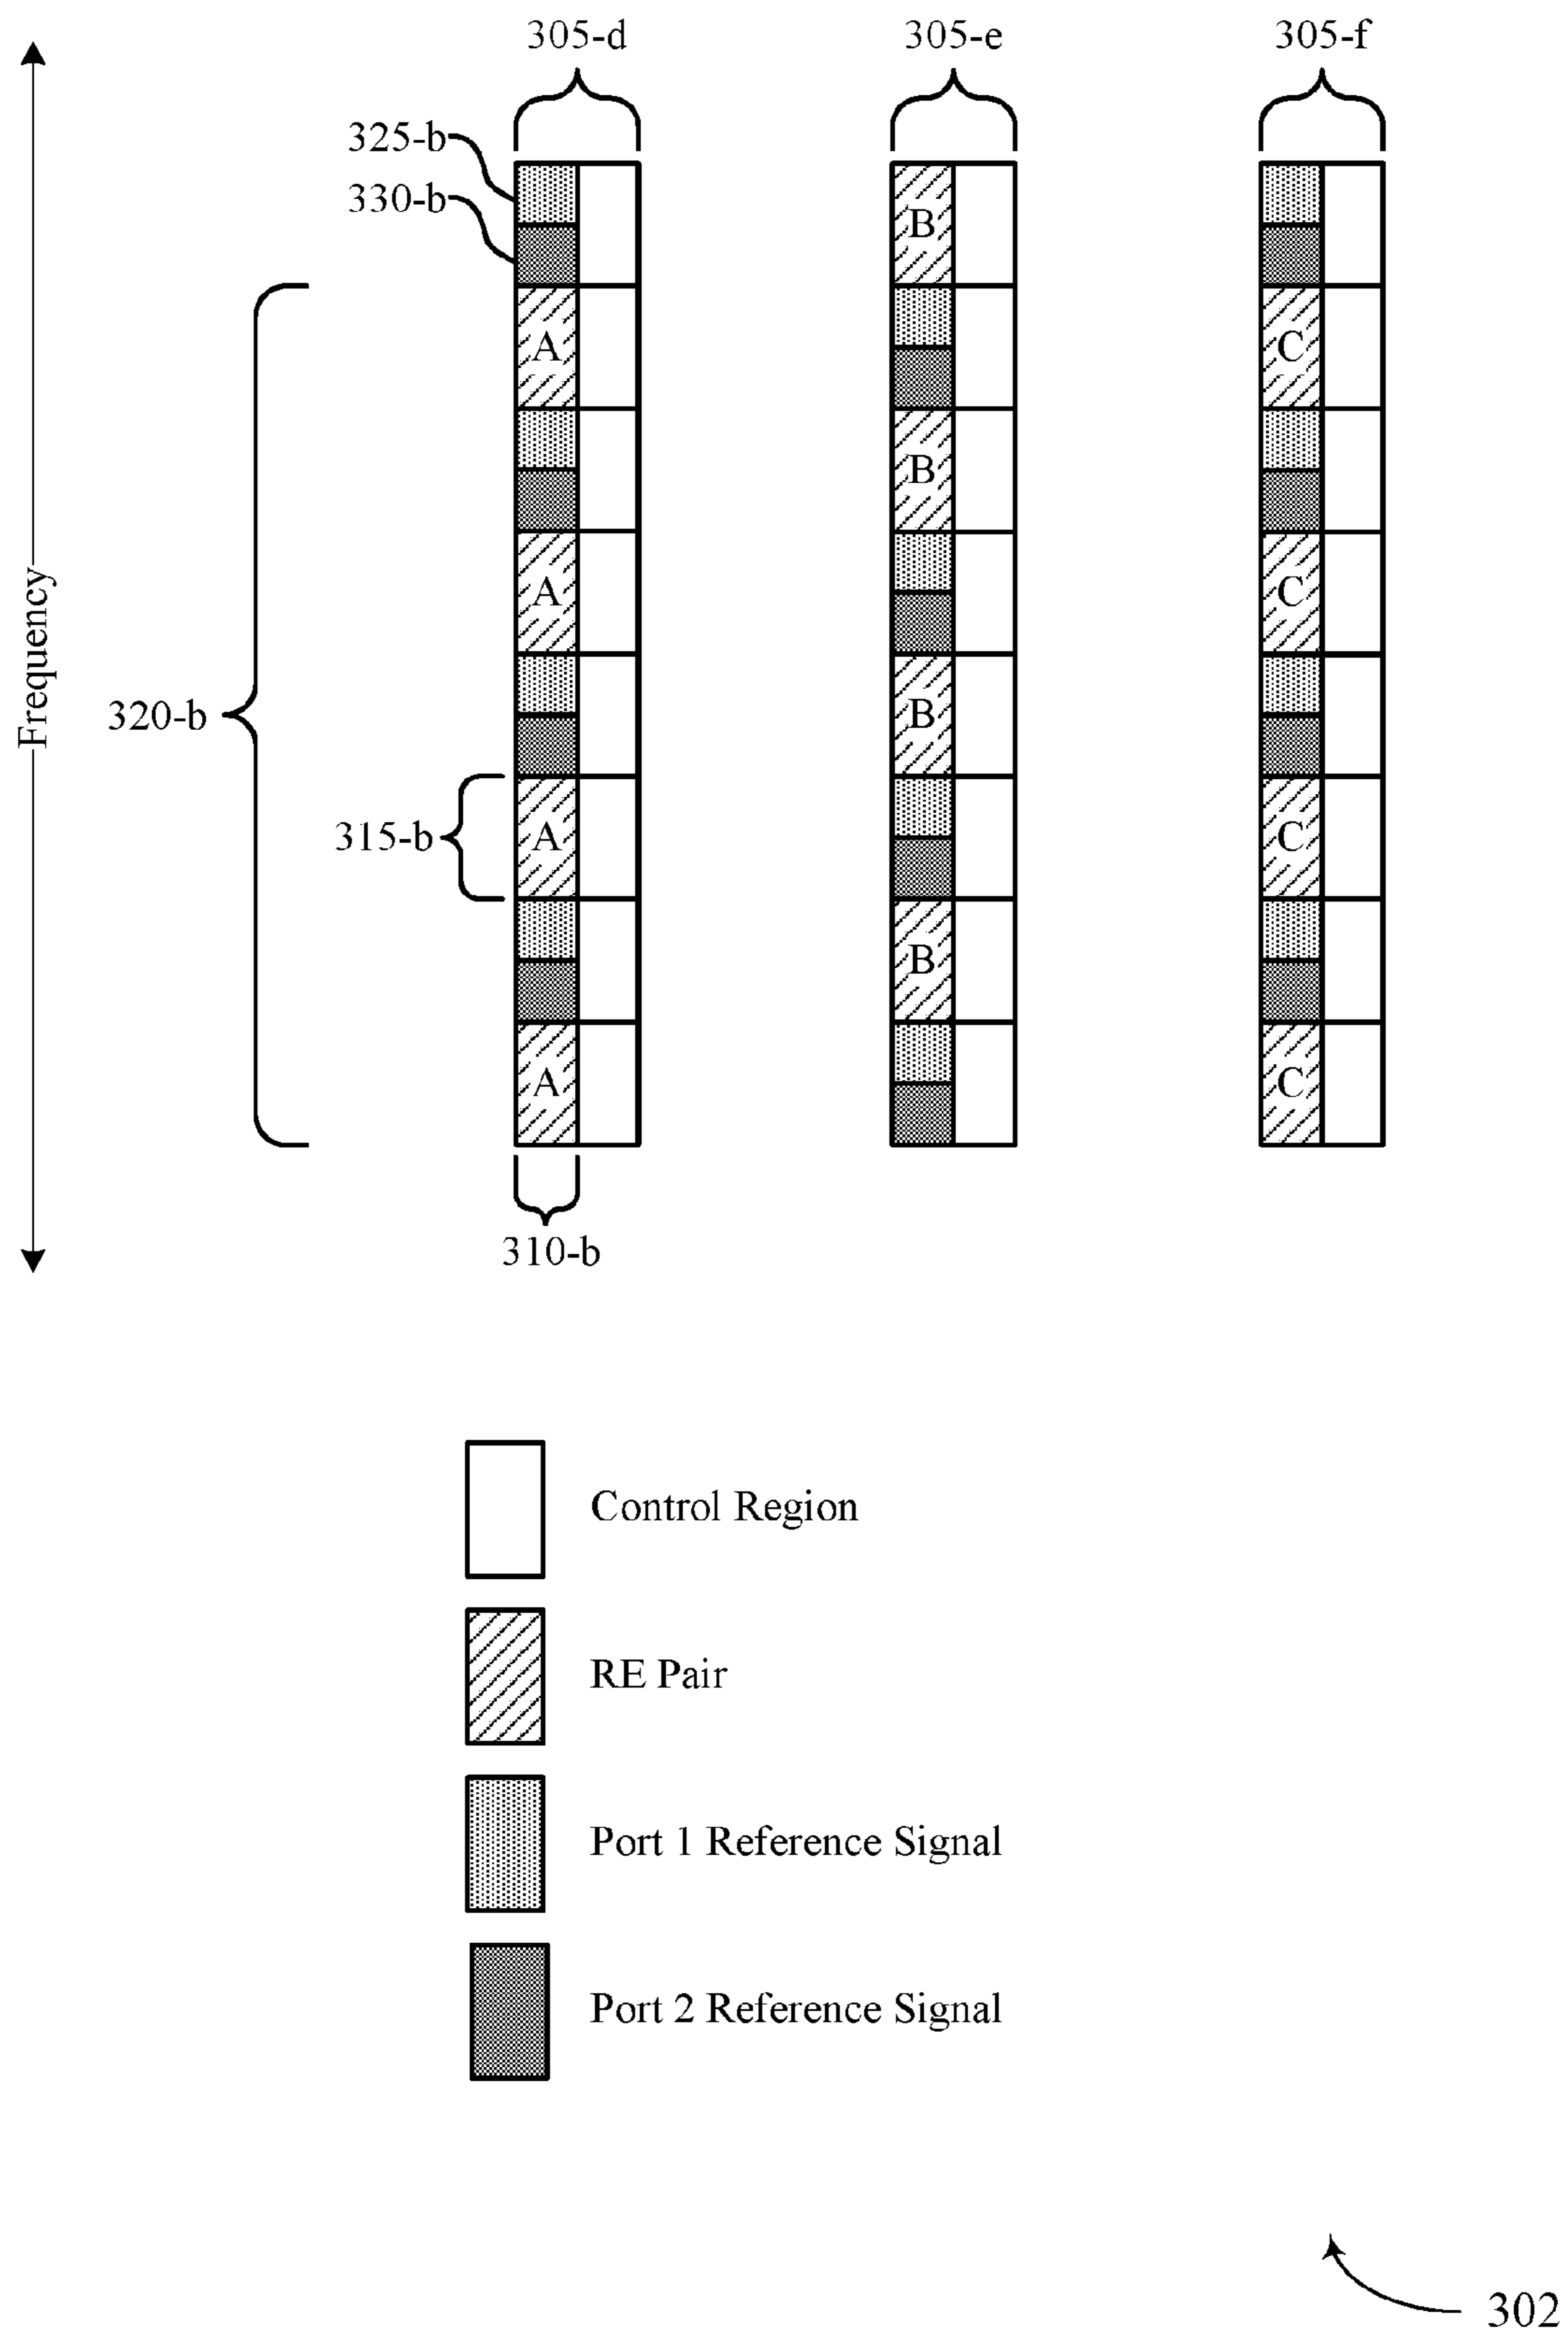 305-d 305-e 305-f
325-b
330-b
B
A C
B
Frequency
A C
320-b
B
315-b
A C
B
A C
310-b
Control Region
RE Pair
Port 1 Reference Signal
Port 2 Reference Signal
302